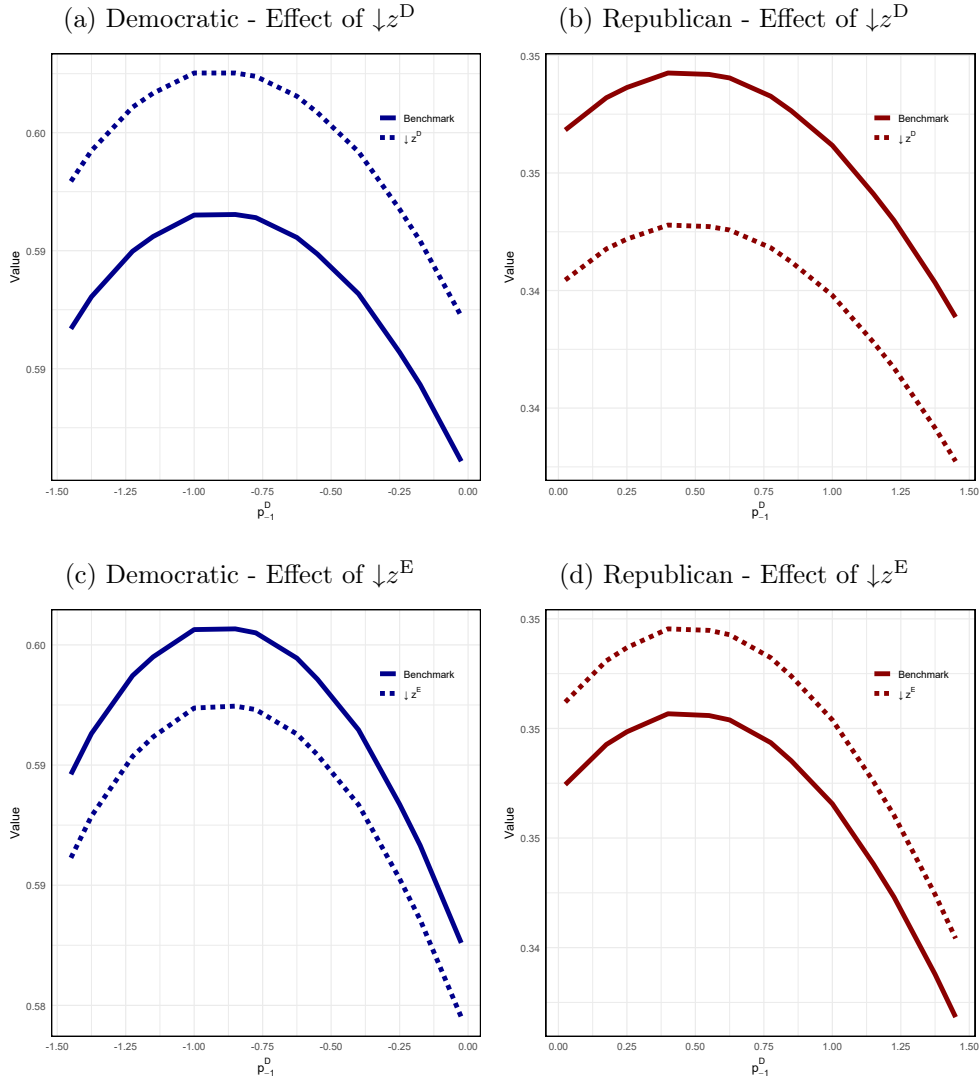 (a) Democratic - Effect of ↓z^D
(b) Republican - Effect of ↓z^D
Value
0.60
0.59
0.59
Benchmark
↓ z^D
-1.50
-1.25
-1.00
-0.75
-0.50
-0.25
0.00
p_{-1}^D
Value
0.35
0.35
0.34
0.34
Benchmark
↓ z^D
0.00
0.25
0.50
0.75
1.00
1.25
1.50
p_{-1}^D
(c) Democratic - Effect of ↓z^E
(d) Republican - Effect of ↓z^E
Value
0.60
0.59
0.59
0.58
Benchmark
↓ z^E
-1.50
-1.25
-1.00
-0.75
-0.50
-0.25
0.00
p_{-1}^D
Value
0.35
0.35
0.35
0.34
Benchmark
↓ z^E
0.00
0.25
0.50
0.75
1.00
1.25
1.50
p_{-1}^D